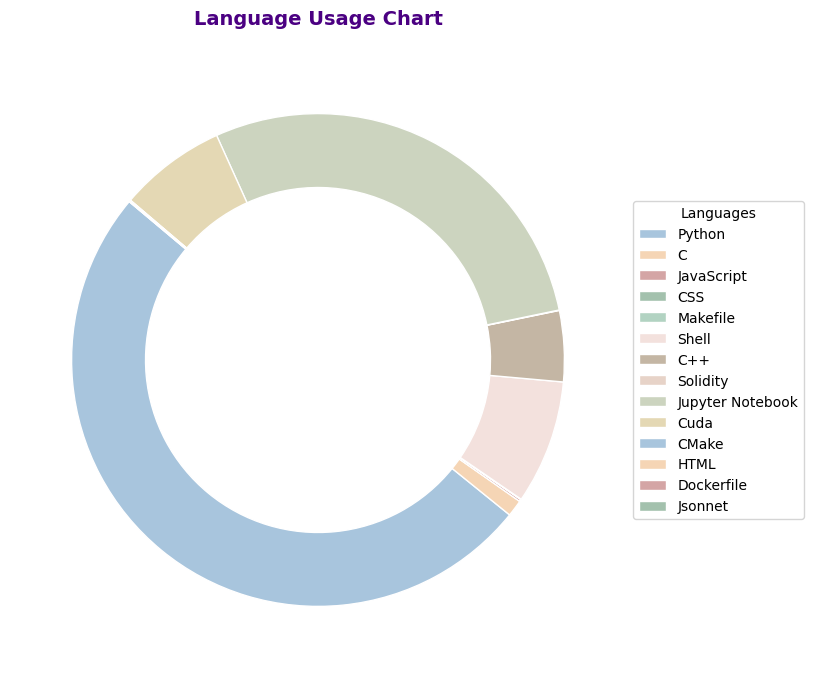 Language Usage Chart
Languages
Python
C
JavaScript
CSS
Makefile
Shell
C++
Solidity
Jupyter Notebook
Cuda
CMake
HTML
Dockerfile
Jsonnet